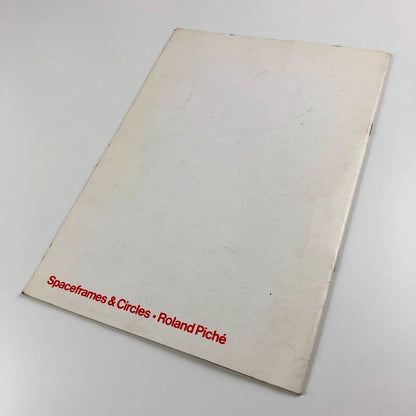 Spaceframes & Circles • Roland Piché